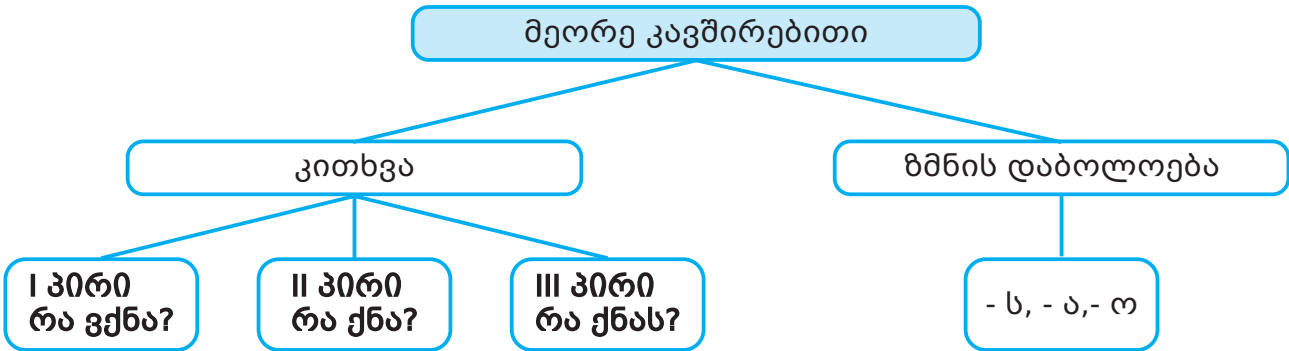 მეორე კავშირებითი
კითხვა
ზმნის დაბოლოება
I პირი
რა ვქნა?
II პირი
რა ქნა?
III პირი
რა ქნას?
- ს, - ა,- ო